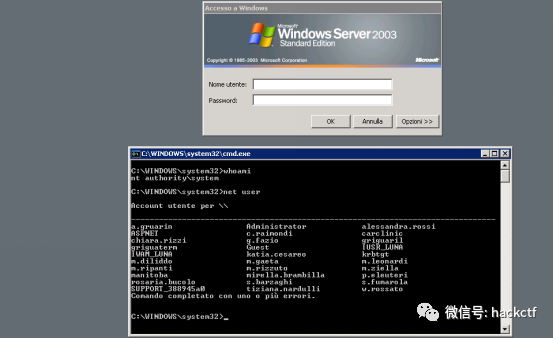 Accesso a Windows
Microsoft
Windows Server 2003
Standard Edition
Copyright © 1985-2003 Microsoft Corporation
Microsoft
Nome utente:
Password:
OK
Annulla
Opzioni >>
C:\WINDOWS\system32\cmd.exe
C:\WINDOWS\system32>whoami
nt authority\system
C:\WINDOWS\system32>net user
Account utente per \\
-------------------------------------------------------------------------------
a.gruarin Administrator alessandra.rossi
ASPNET c.raimondi carclinic
chiara.rizzi g.fazio griguaril
griguaterm Guest IUSR_LUNA
IWAM_LUNA katia.cesareo krbtgt
m.diliddo m.gaeta m.leonardi
m.ripanti m.rizzuto m.ziella
manitoba mirella.brambilla p.eleuteri
rosaria.bucolo s.barzaghi s.fumarola
SUPPORT_388945a0 tiziana.nardulli w.rossato
Comando completato con uno o più errori.
C:\WINDOWS\system32>_
微信号: hackctf